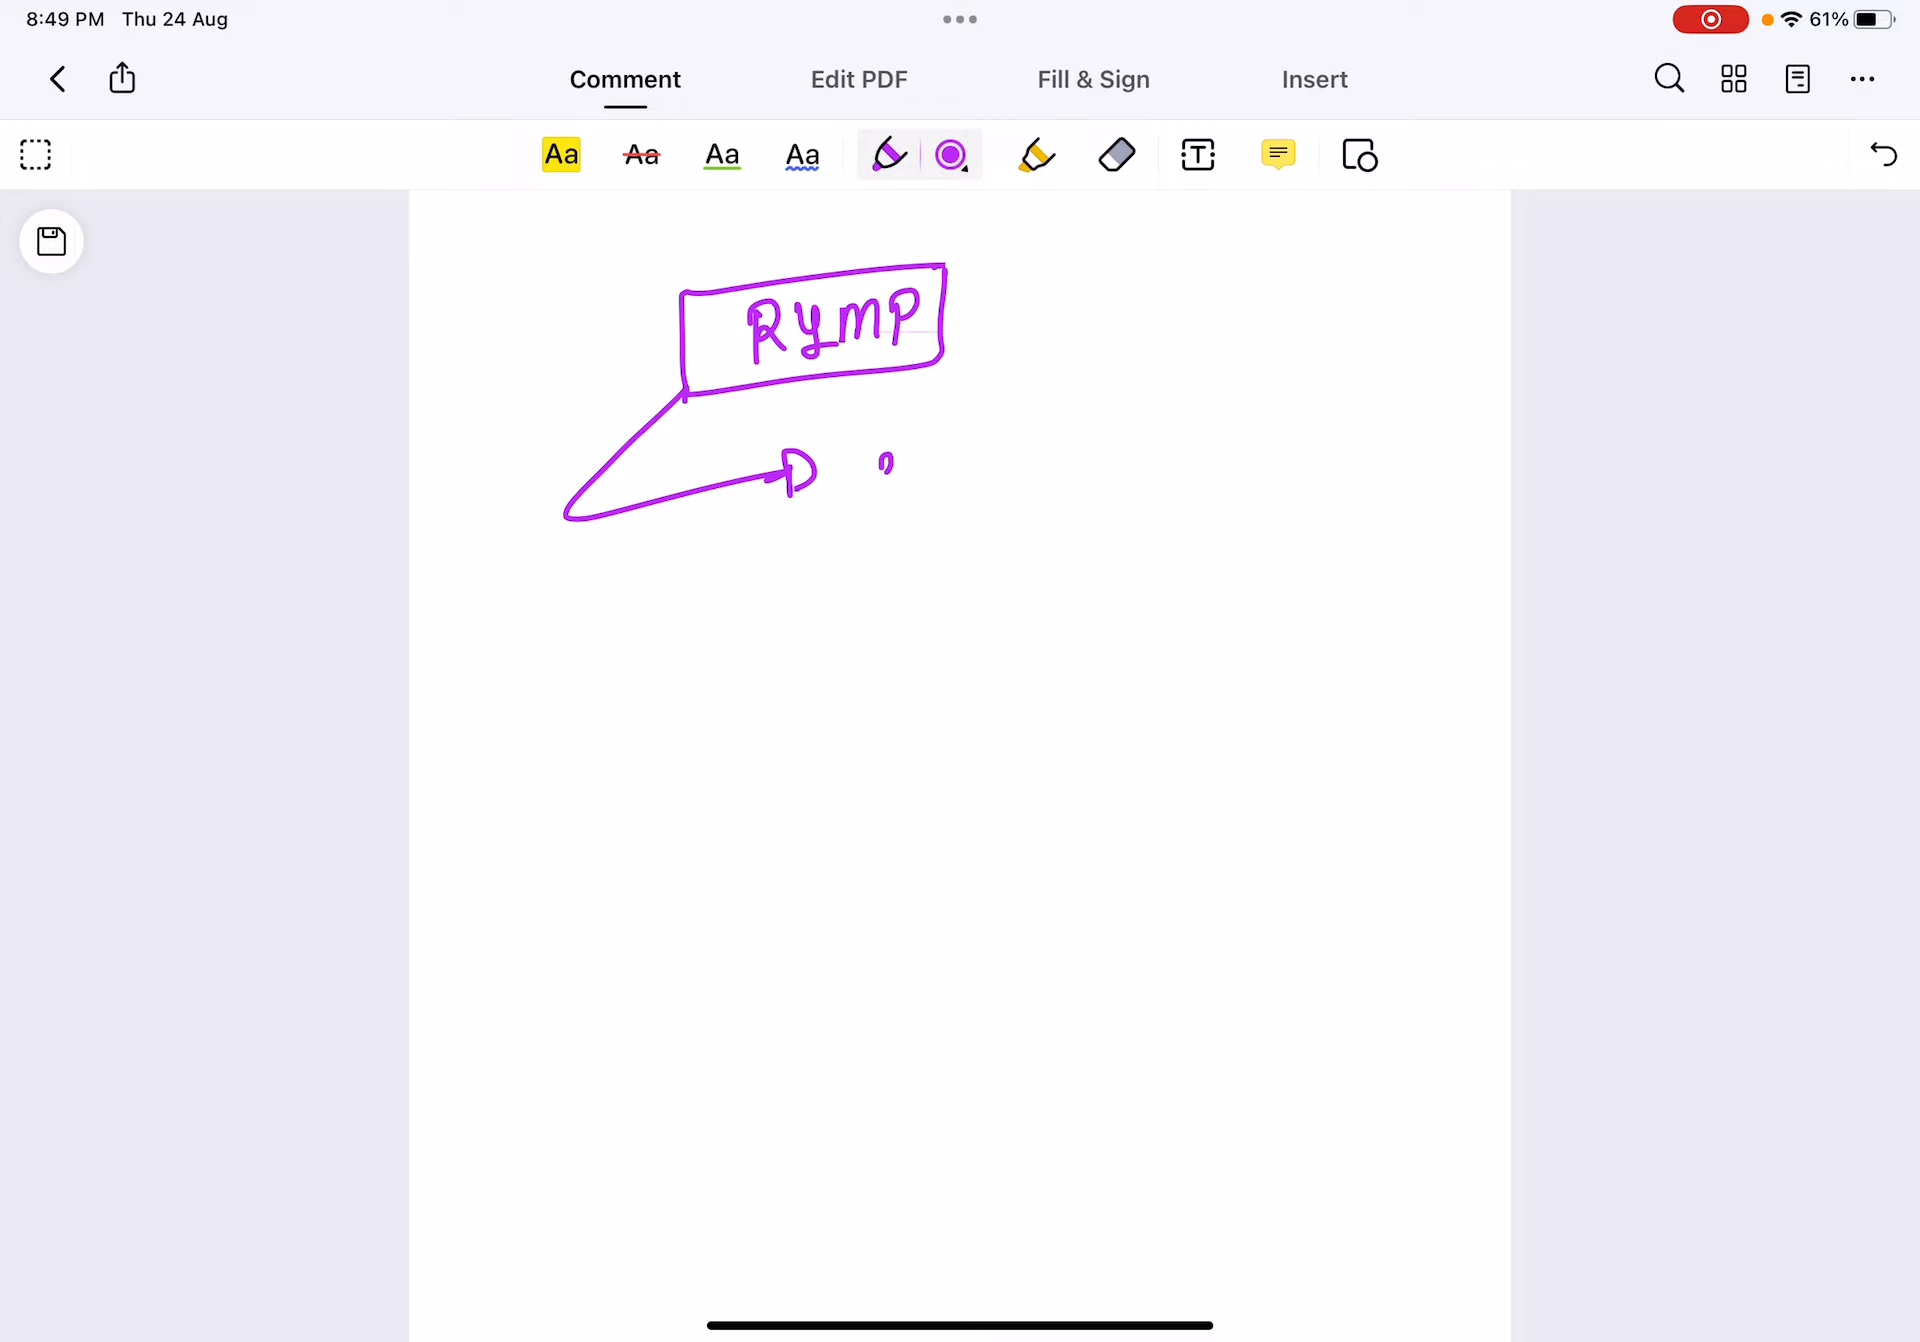 8:49 PM Thu 24 Aug 61%
Comment Edit PDF Fill & Sign Insert
Aa Aa Aa Aa T
RYMP
D